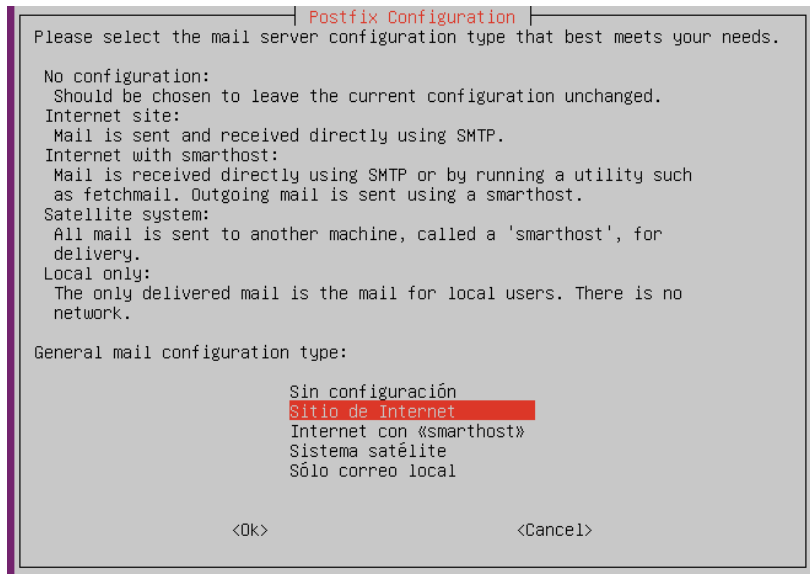 Postfix Configuration
Please select the mail server configuration type that best meets your needs.
No configuration:
Should be chosen to leave the current configuration unchanged.
Internet site:
Mail is sent and received directly using SMTP.
Internet with smarthost:
Mail is received directly using SMTP or by running a utility such
as fetchmail. Outgoing mail is sent using a smarthost.
Satellite system:
All mail is sent to another machine, called a 'smarthost', for
delivery.
Local only:
The only delivered mail is the mail for local users. There is no
network.
General mail configuration type:
Sin configuración
Sitio de Internet
Internet con «smarthost»
Sistema satélite
Sólo correo local
<Ok> <Cancel>